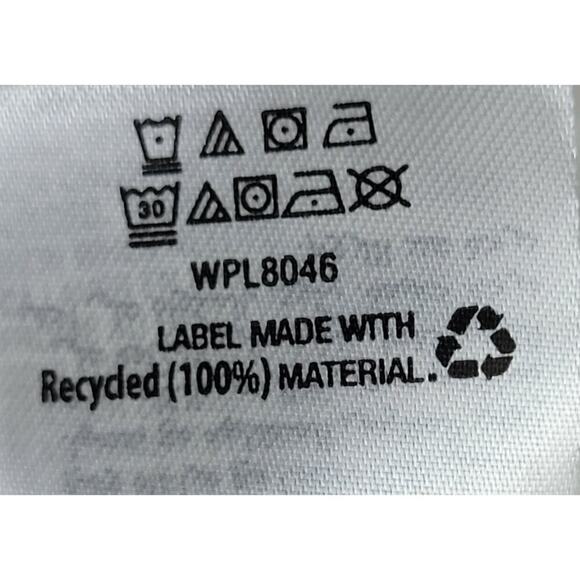 30
WPL8046
LABEL MADE WITH
Recycled (100%) MATERIAL.